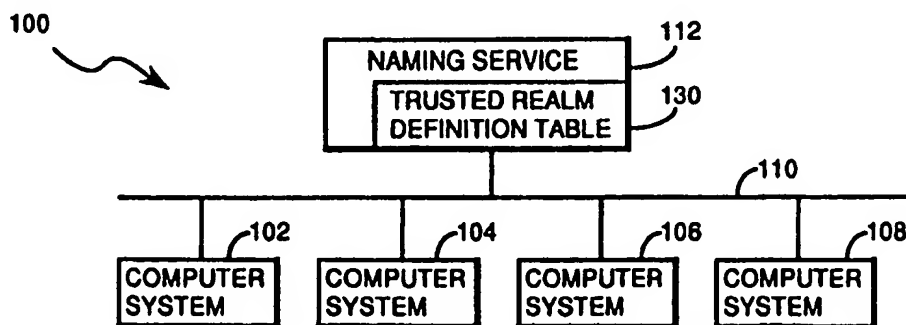 100
NAMING SERVICE
112
TRUSTED REALM
DEFINITION TABLE
130
110
102
104
106
108
COMPUTER
SYSTEM
COMPUTER
SYSTEM
COMPUTER
SYSTEM
COMPUTER
SYSTEM